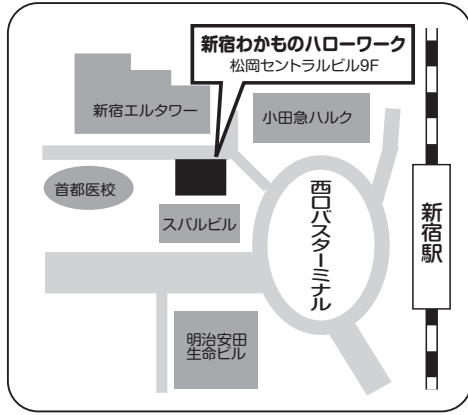 新宿わかものハローワーク
松岡セントラルビル9F
新宿エルタワー
小田急ハルク
首都医校
スバルビル
西口バスターミナル
新宿駅
明治安田
生命ビル